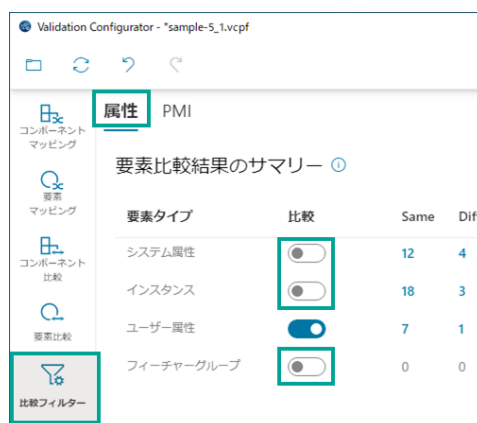 Validation Configurator - "sample-5_1.vcpf
属性 PMI
コンポーネント
マッピング
要素
マッピング
コンポーネント
比較
要素比較
比較フィルター
要素比較結果のサマリー
要素タイプ 比較 Same Dif
システム属性 12 4
インスタンス 18 3
ユーザー属性 7 1
フィーチャーグループ 0 0